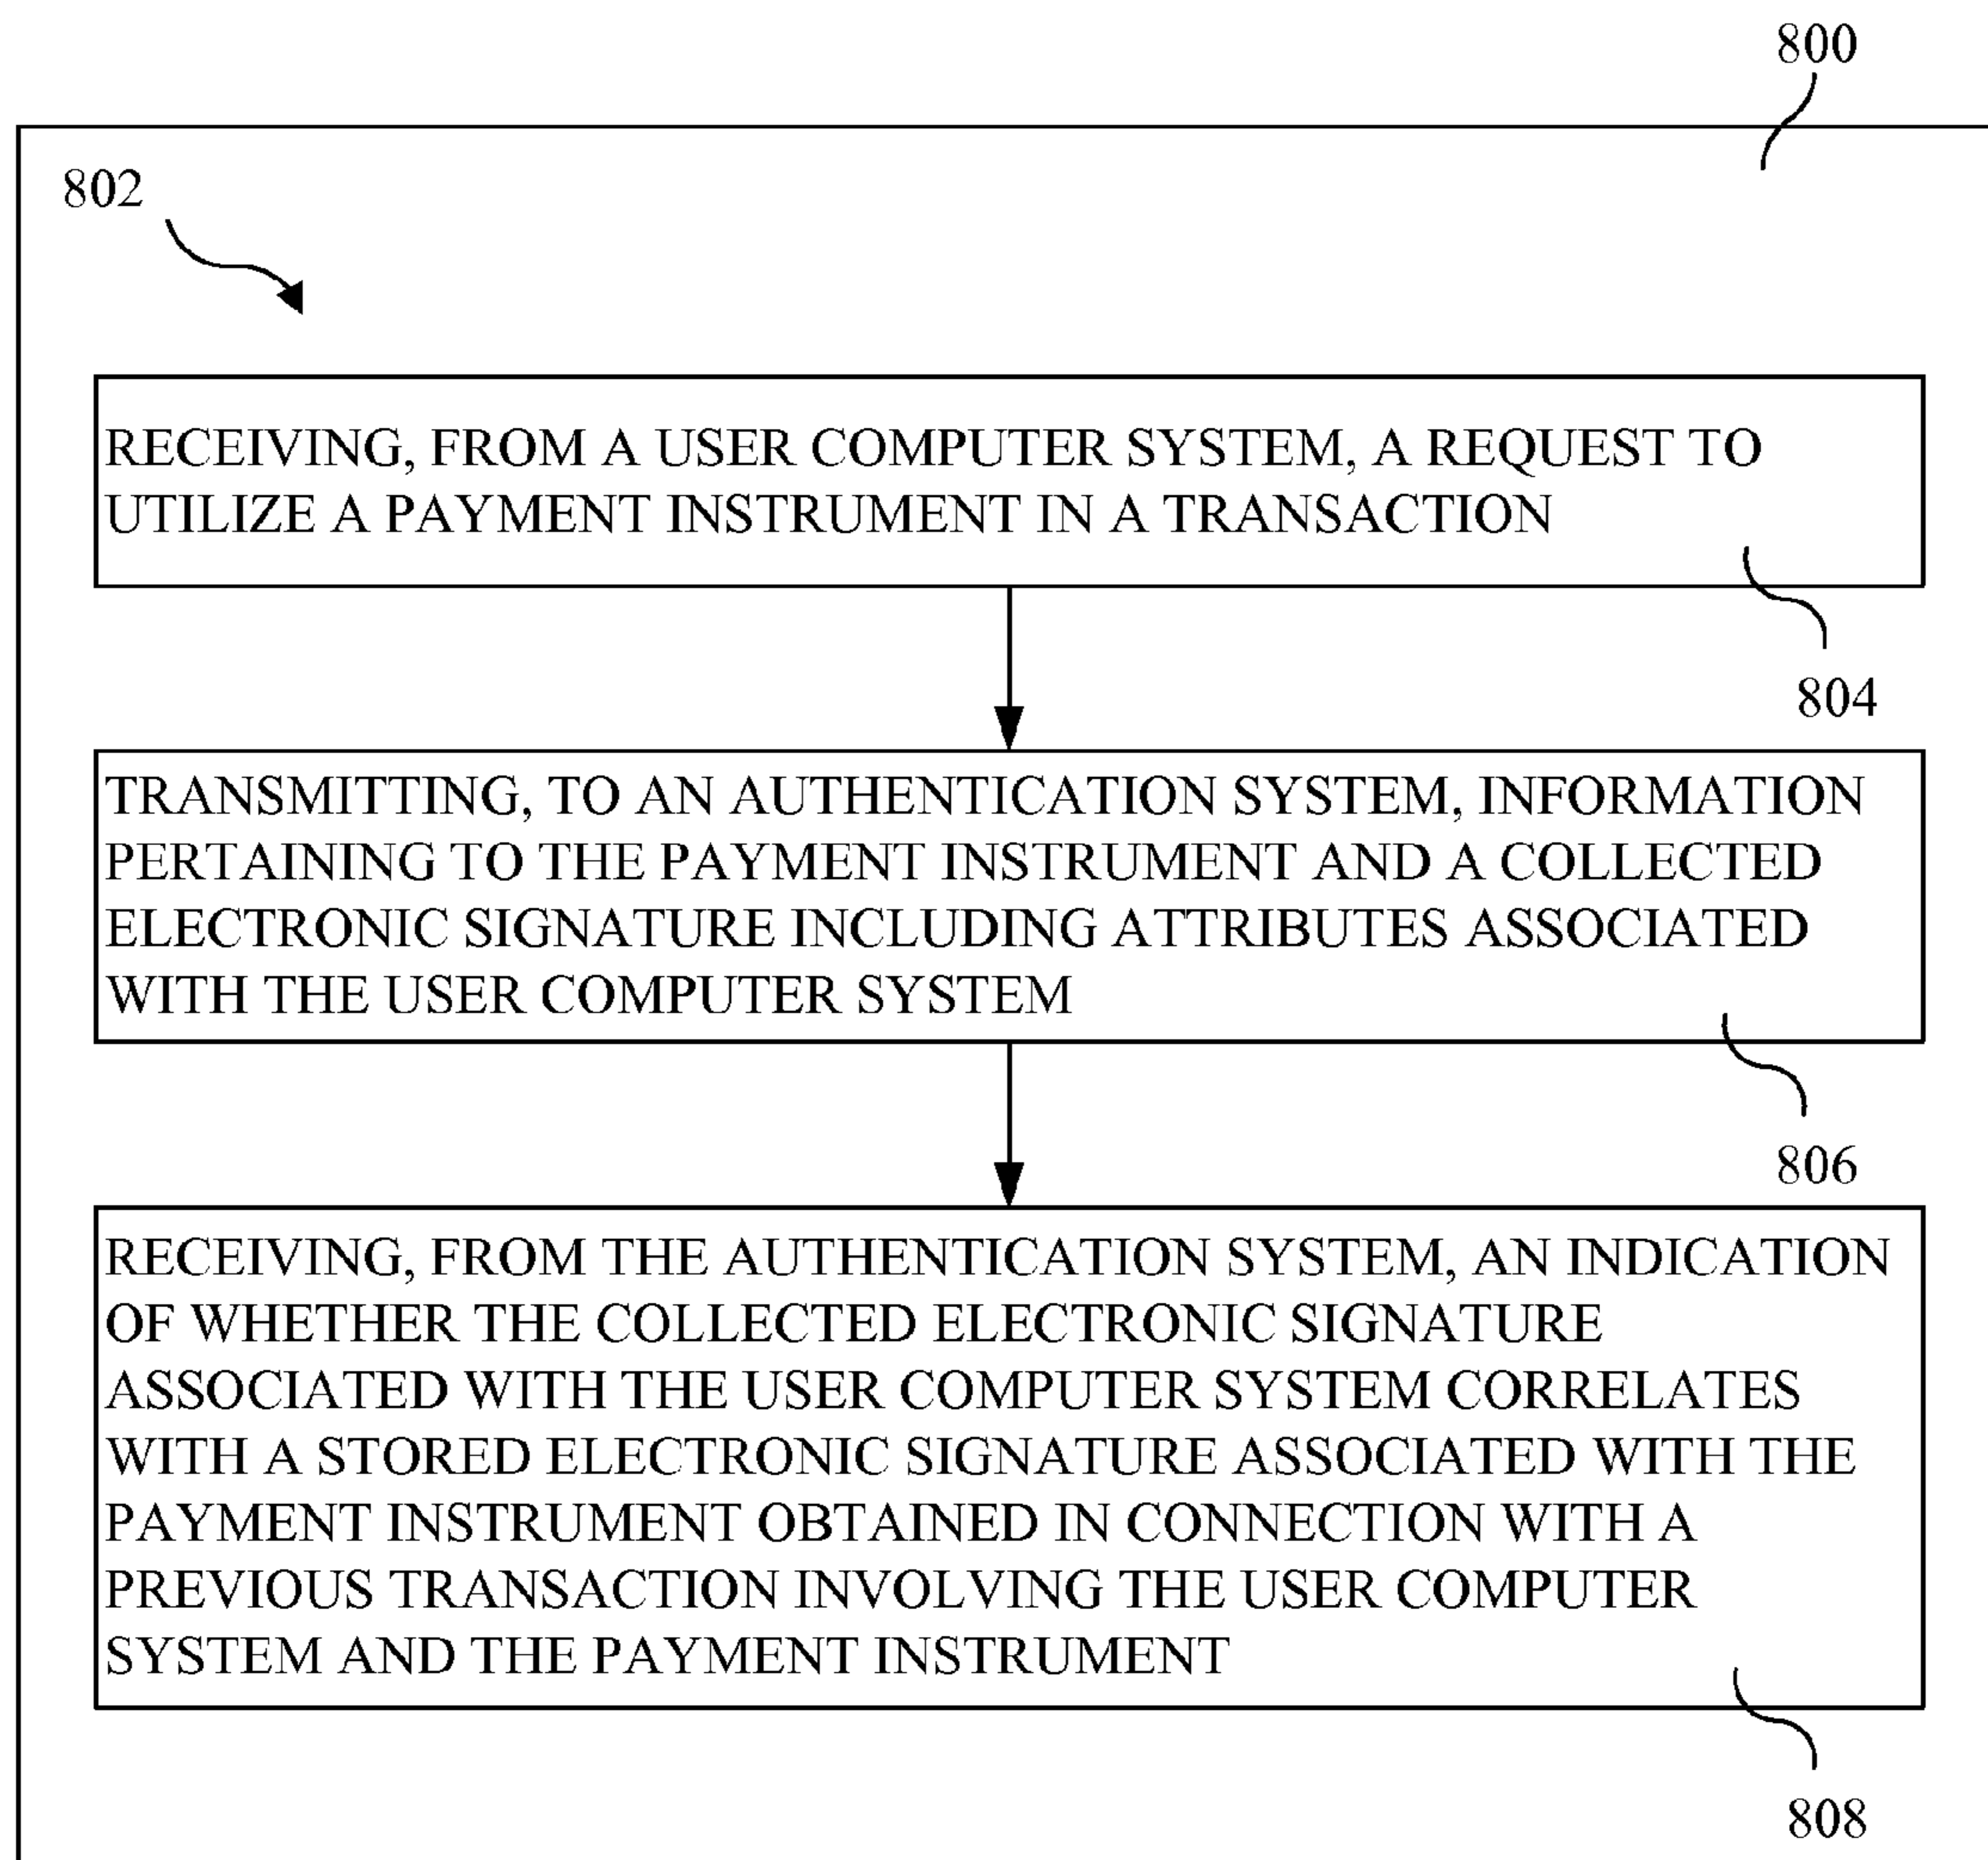 800
802
RECEIVING, FROM A USER COMPUTER SYSTEM, A REQUEST TO
UTILIZE A PAYMENT INSTRUMENT IN A TRANSACTION
804
TRANSMITTING, TO AN AUTHENTICATION SYSTEM, INFORMATION
PERTAINING TO THE PAYMENT INSTRUMENT AND A COLLECTED
ELECTRONIC SIGNATURE INCLUDING ATTRIBUTES ASSOCIATED
WITH THE USER COMPUTER SYSTEM
806
RECEIVING, FROM THE AUTHENTICATION SYSTEM, AN INDICATION
OF WHETHER THE COLLECTED ELECTRONIC SIGNATURE
ASSOCIATED WITH THE USER COMPUTER SYSTEM CORRELATES
WITH A STORED ELECTRONIC SIGNATURE ASSOCIATED WITH THE
PAYMENT INSTRUMENT OBTAINED IN CONNECTION WITH A
PREVIOUS TRANSACTION INVOLVING THE USER COMPUTER
SYSTEM AND THE PAYMENT INSTRUMENT
808